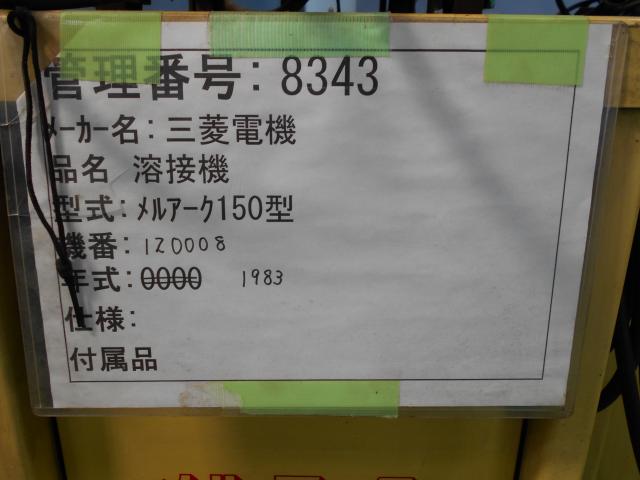 管理番号: 8343
ﾒｰｶｰ名: 三菱電機
品名 溶接機
型式: ﾒﾙｱｰｸ150型
機番: 120008
年式: 0000 1983
仕様:
付属品